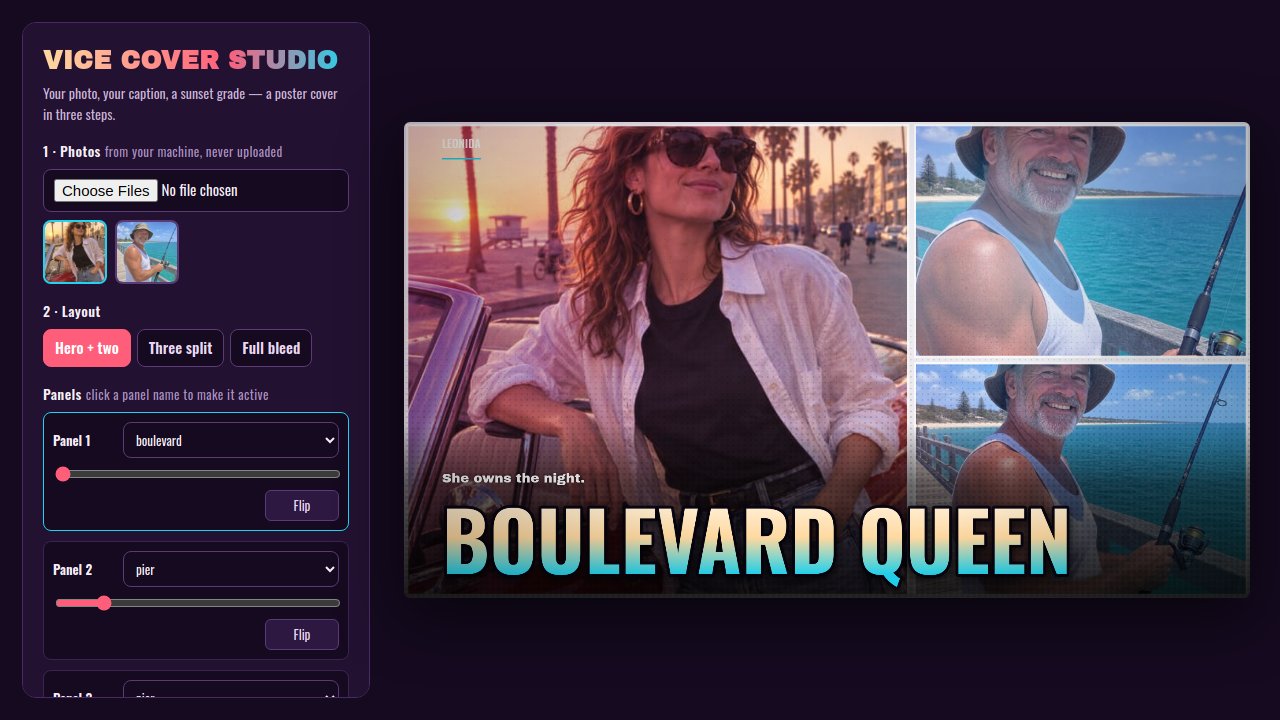 VICE COVER STUDIO
Your photo, your caption, a sunset grade — a poster cover
in three steps.
1 · Photos from your machine, never uploaded
Choose Files No file chosen
2 · Layout
Hero + two
Three split
Full bleed
Panels click a panel name to make it active
Panel 1
boulevard
Flip
Panel 2
pier
Flip
LEONIDA
She owns the night.
BOULEVARD QUEEN